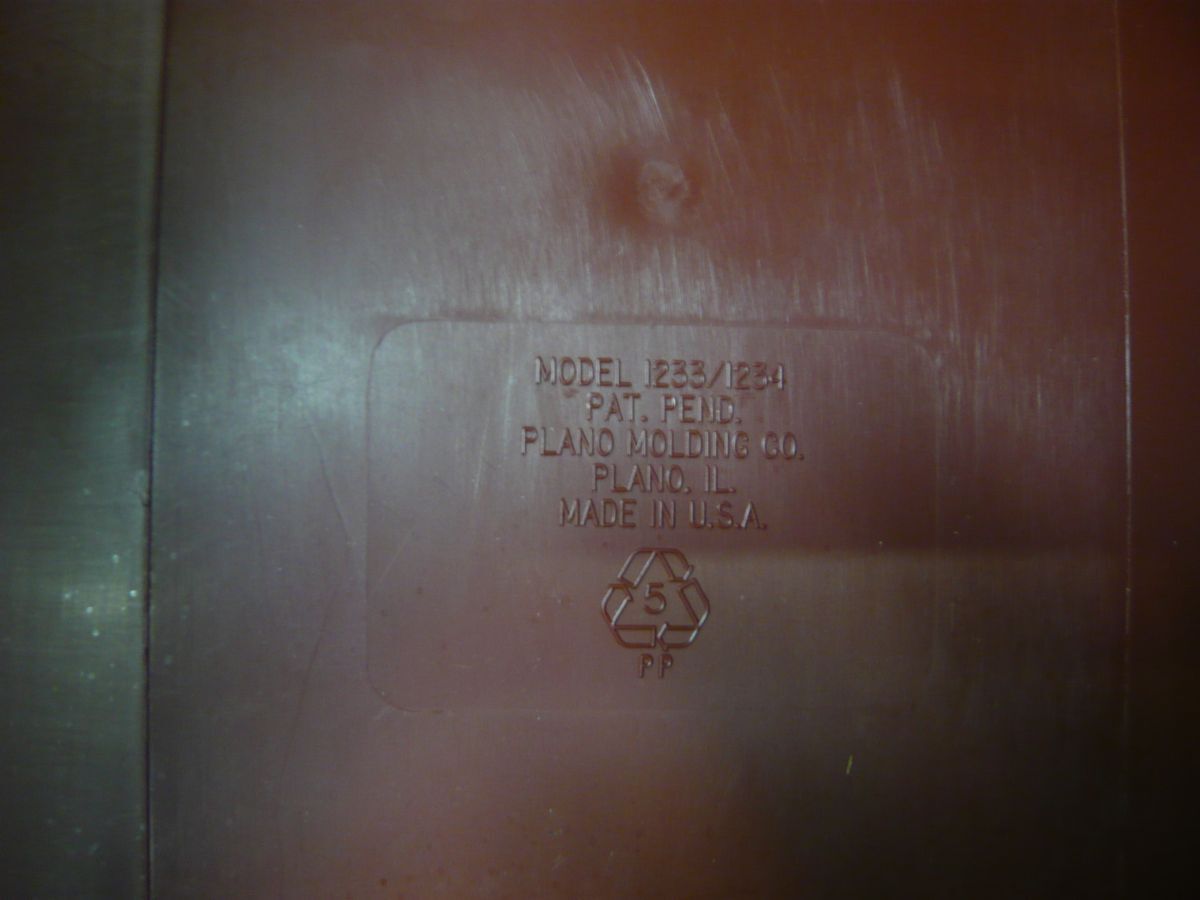 MODEL 1233/1234
PAT. PEND.
PLANO MOLDING CO.
PLANO, IL.
MADE IN U.S.A.
5
PP